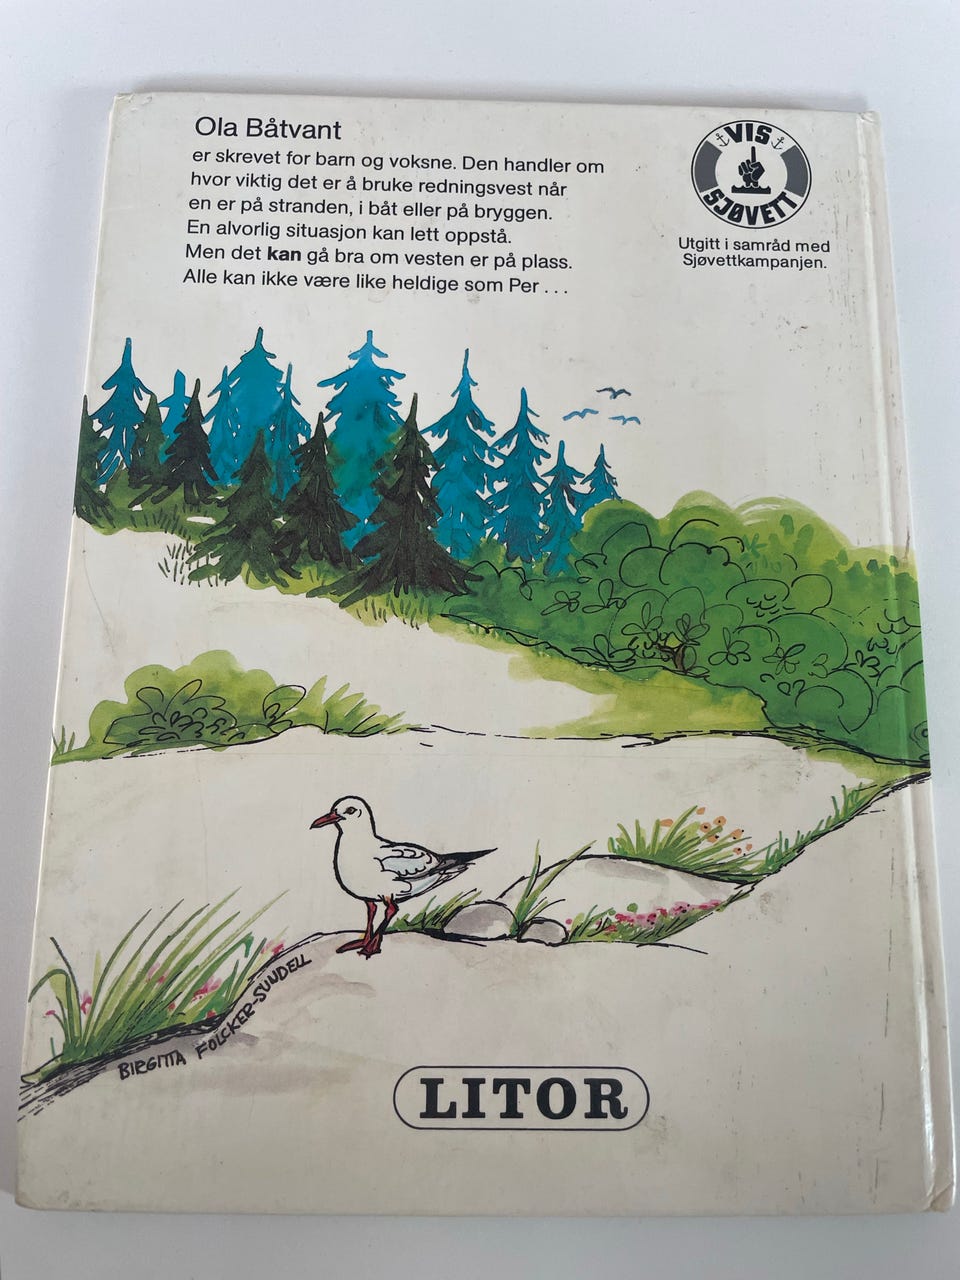 Ola Båtvant
er skrevet for barn og voksne. Den handler om
hvor viktig det er å bruke redningsvest når
en er på stranden, i båt eller på bryggen.
En alvorlig situasjon kan lett oppstå.
Men det kan gå bra om vesten er på plass.
Alle kan ikke være like heldige som Per . . .
VIS
SJØVETT
Utgitt i samråd med
Sjøvettkampanjen.
BIRGITTA FOLCKER-SUNDELL
LITOR